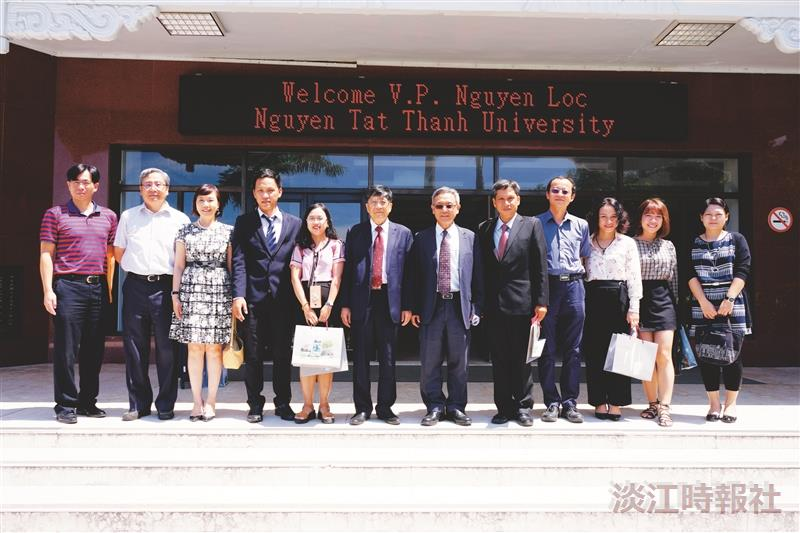 Welcome V.P. Nguyen Loc
Nguyen Tat Thanh University
淡江時報社